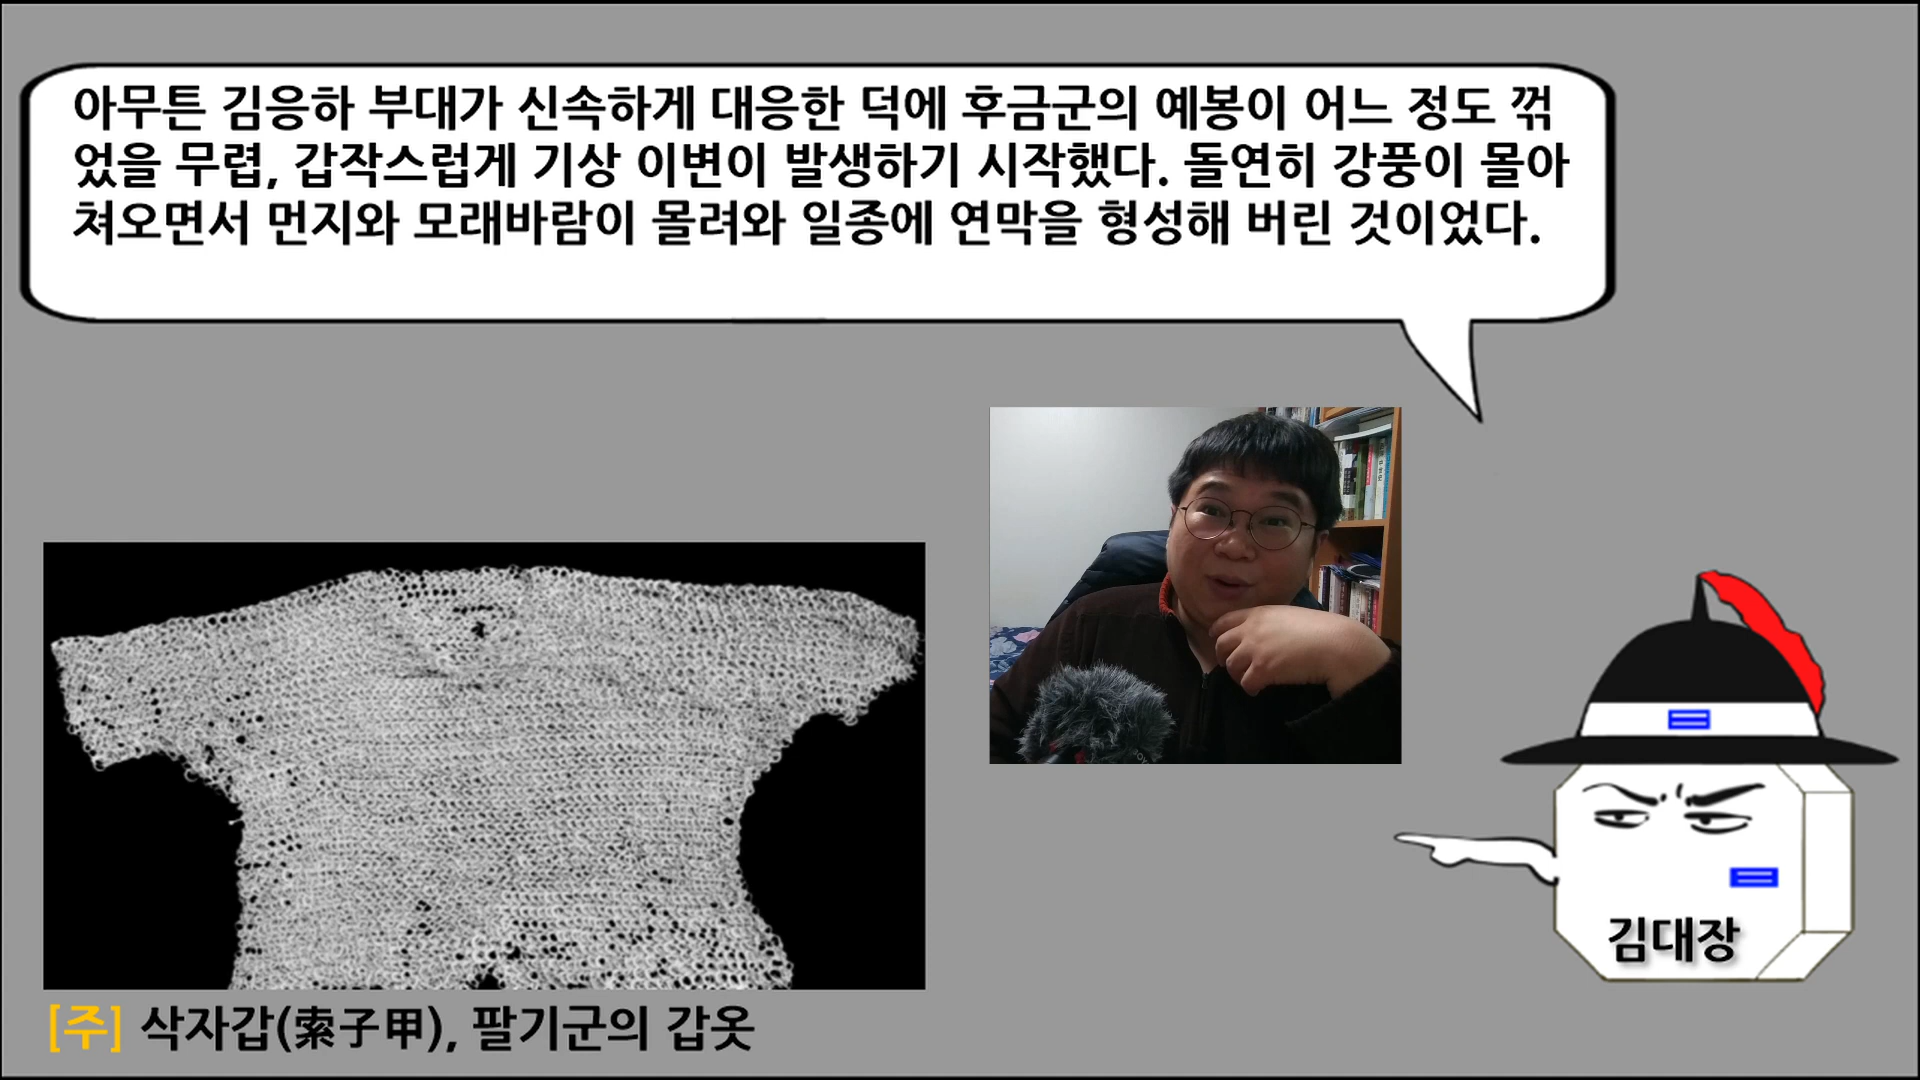 아무튼 김응하 부대가 신속하게 대응한 덕에 후금군의 예봉이 어느 정도 꺾
었을 무렵, 갑작스럽게 기상 이변이 발생하기 시작했다. 돌연히 강풍이 몰아
쳐오면서 먼지와 모래바람이 몰려와 일종에 연막을 형성해 버린 것이었다.
김대장
[주] 삭자갑(索子甲), 팔기군의 갑옷